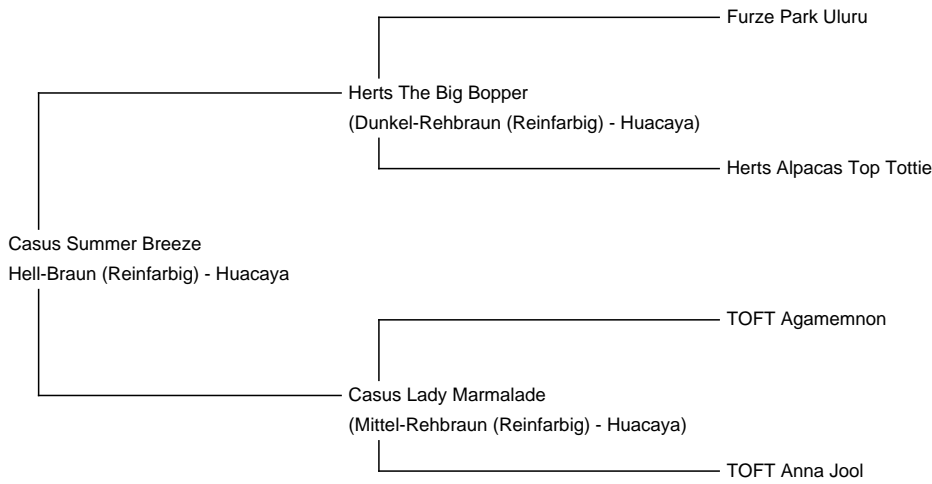 Furze Park Uluru
Herts The Big Bopper
(Dunkel-Rehbraun (Reinfarbig) - Huacaya)
Herts Alpacas Top Tottie
Casus Summer Breeze
Hell-Braun (Reinfarbig) - Huacaya
TOFT Agamemnon
Casus Lady Marmalade
(Mittel-Rehbraun (Reinfarbig) - Huacaya)
TOFT Anna Jool